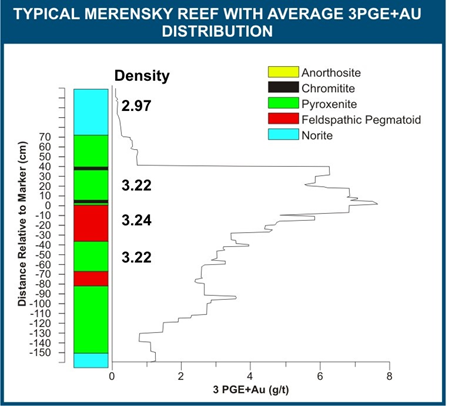 TYPICAL MERENSKY REEF WITH AVERAGE 3PGE+AU
DISTRIBUTION
Density
2.97
3.22
3.24
3.22
Anorthosite
Chromitite
Pyroxenite
Feldspathic Pegmatoid
Norite
Distance Relative to Marker (cm)
70
60
50
40
30
20
10
0
-10
-20
-30
-40
-50
-60
-70
-80
-90
-100
-110
-120
-130
-140
-150
0 2 4 6 8
3 PGE+Au (g/t)